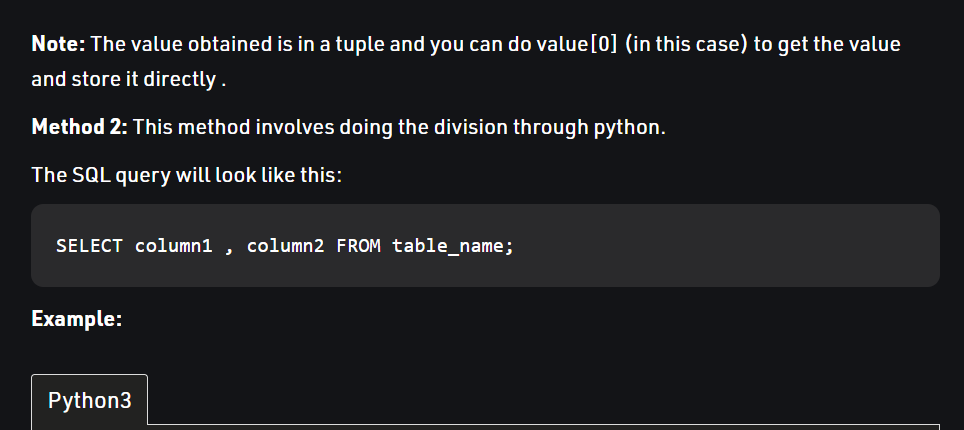 Note: The value obtained is in a tuple and you can do value[0] (in this case) to get the value
and store it directly .
Method 2: This method involves doing the division through python.
The SQL query will look like this:
SELECT column1 , column2 FROM table_name;
Example:
Python3